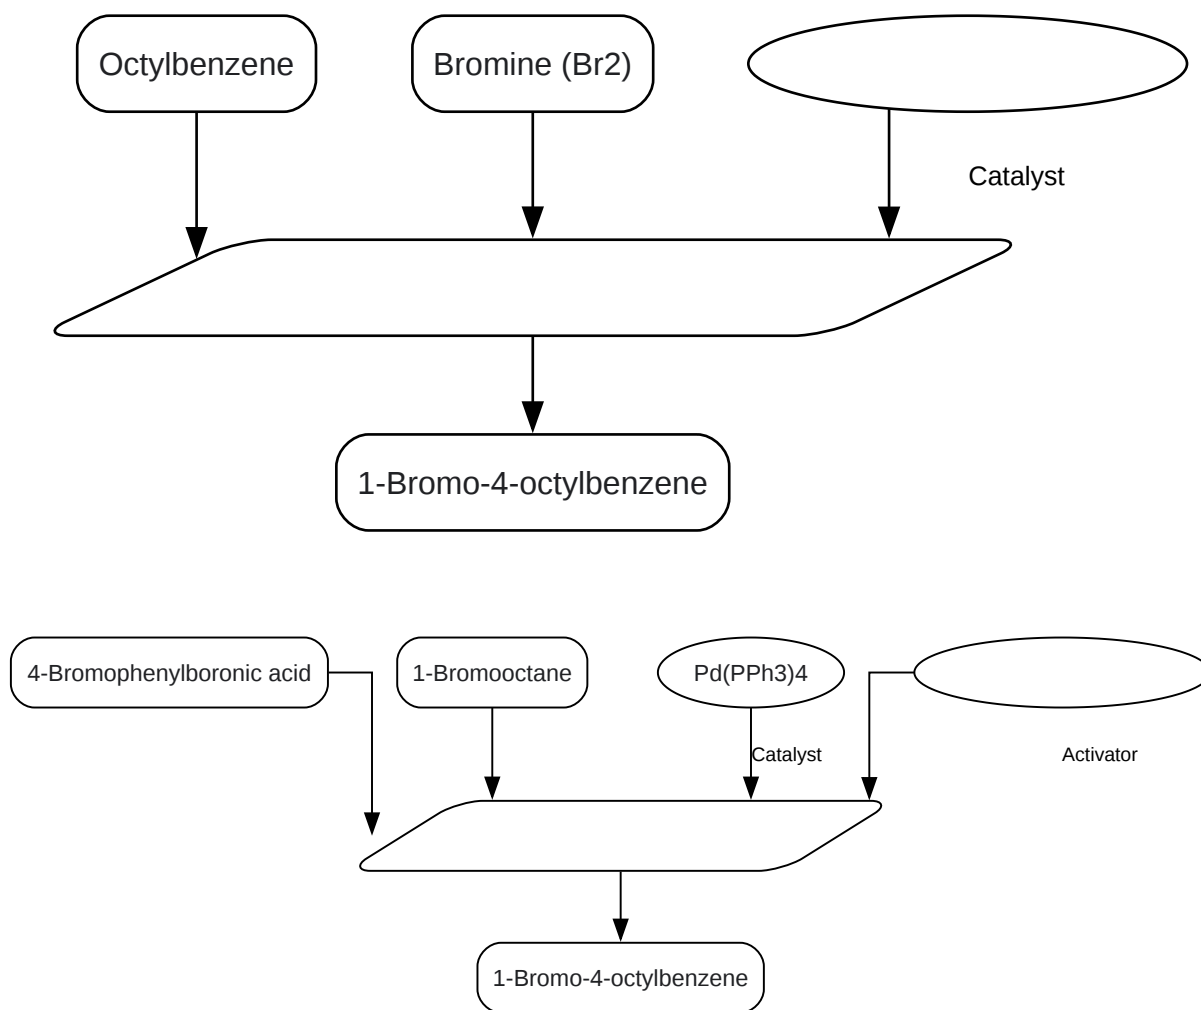 Octylbenzene
Bromine (Br2)
Catalyst
1-Bromo-4-octylbenzene
4-Bromophenylboronic acid
1-Bromooctane
Pd(PPh3)4
Catalyst
Activator
1-Bromo-4-octylbenzene